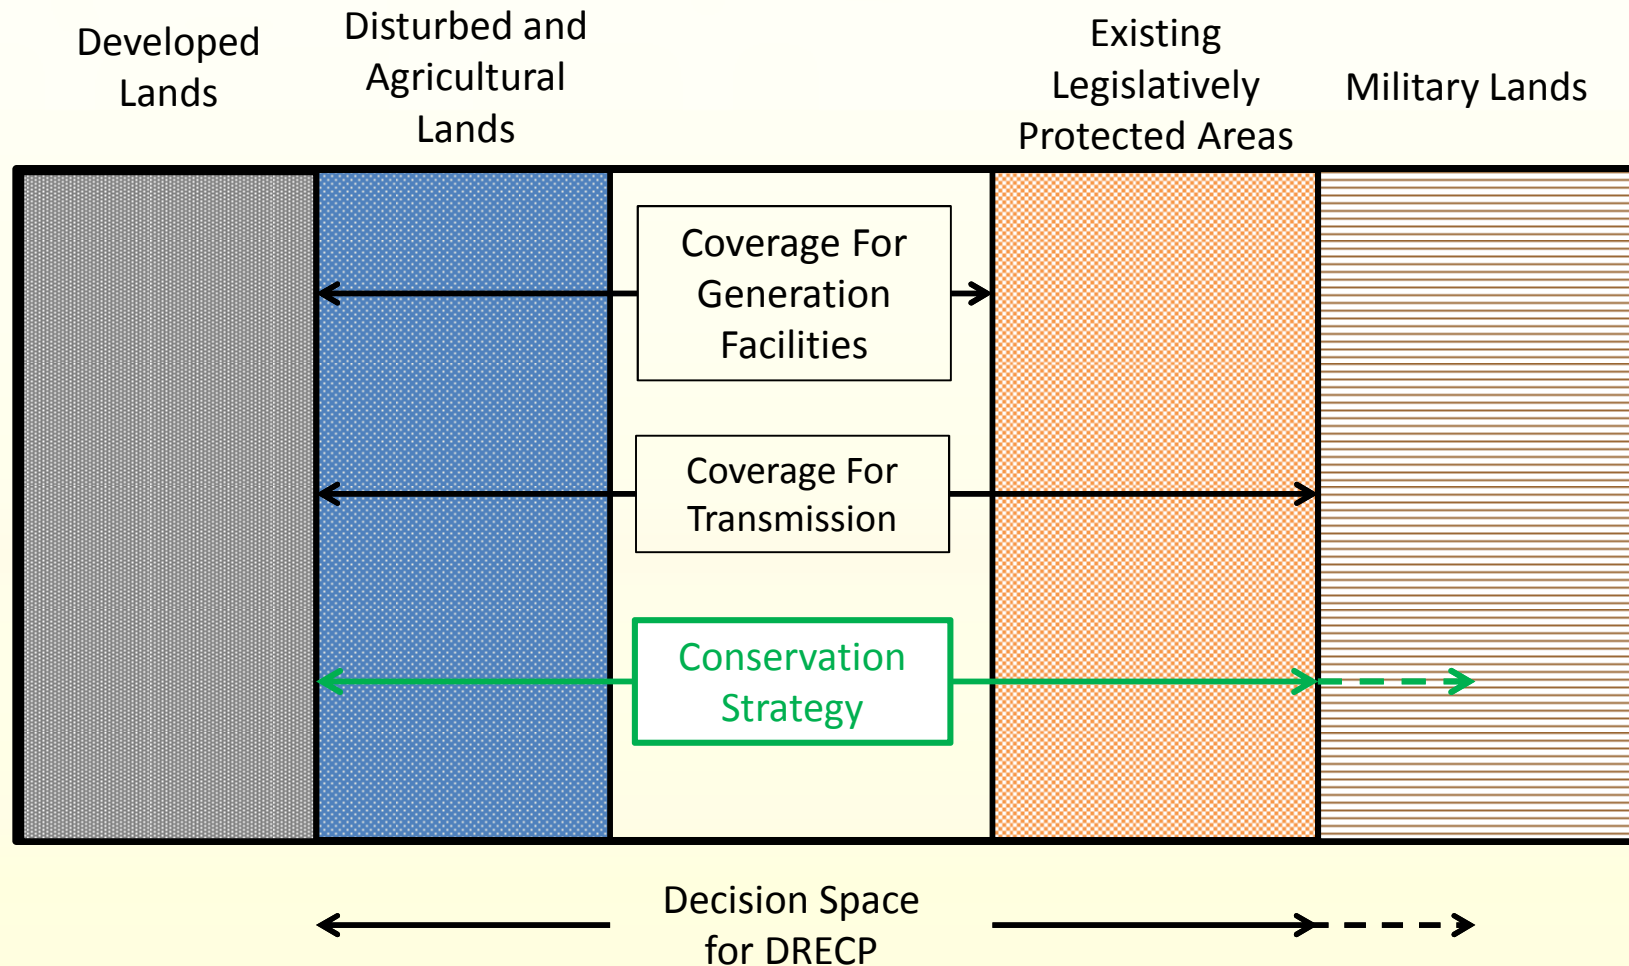 Developed
Lands
Disturbed and
Agricultural
Lands
Existing
Legislatively
Protected Areas
Military Lands
Coverage For
Generation
Facilities
Coverage For
Transmission
Conservation
Strategy
Decision Space
for DRECP